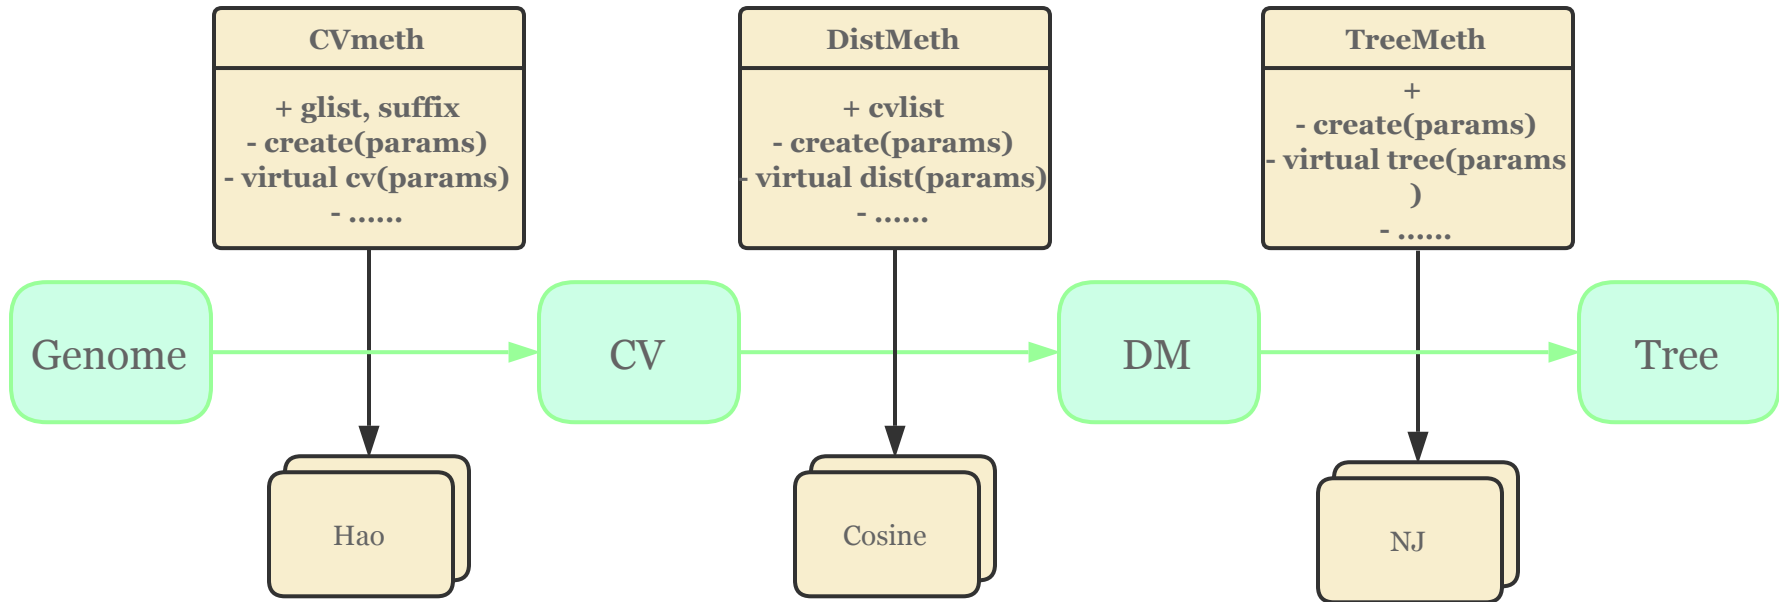 CVmeth
+ glist, suffix
- create(params)
- virtual cv(params)
- ......
DistMeth
+ cvlist
- create(params)
- virtual dist(params)
- ......
TreeMeth
+
- create(params)
- virtual tree(params
)
- ......
Genome
CV
DM
Tree
Hao
Cosine
NJ